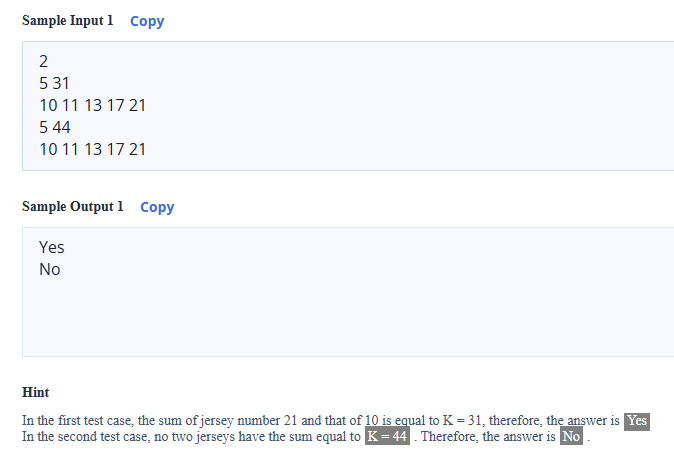 Sample Input 1 Copy
2
5 31
10 11 13 17 21
5 44
10 11 13 17 21
Sample Output 1 Copy
Yes
No
Hint
In the first test case, the sum of jersey number 21 and that of 10 is equal to K = 31, therefore, the answer is Yes
In the second test case, no two jerseys have the sum equal to K = 44 . Therefore, the answer is No .